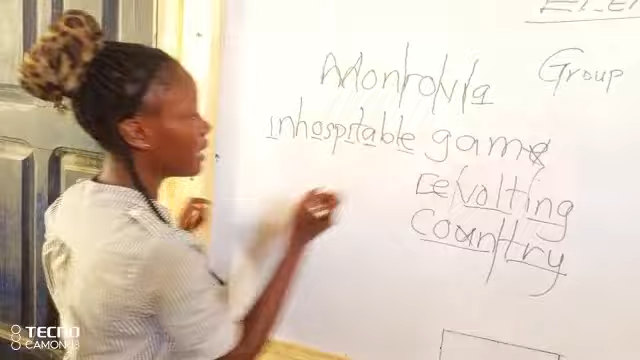 Monrovia Group
inhospitable game
revolting
country
TECNO
CAMON 18